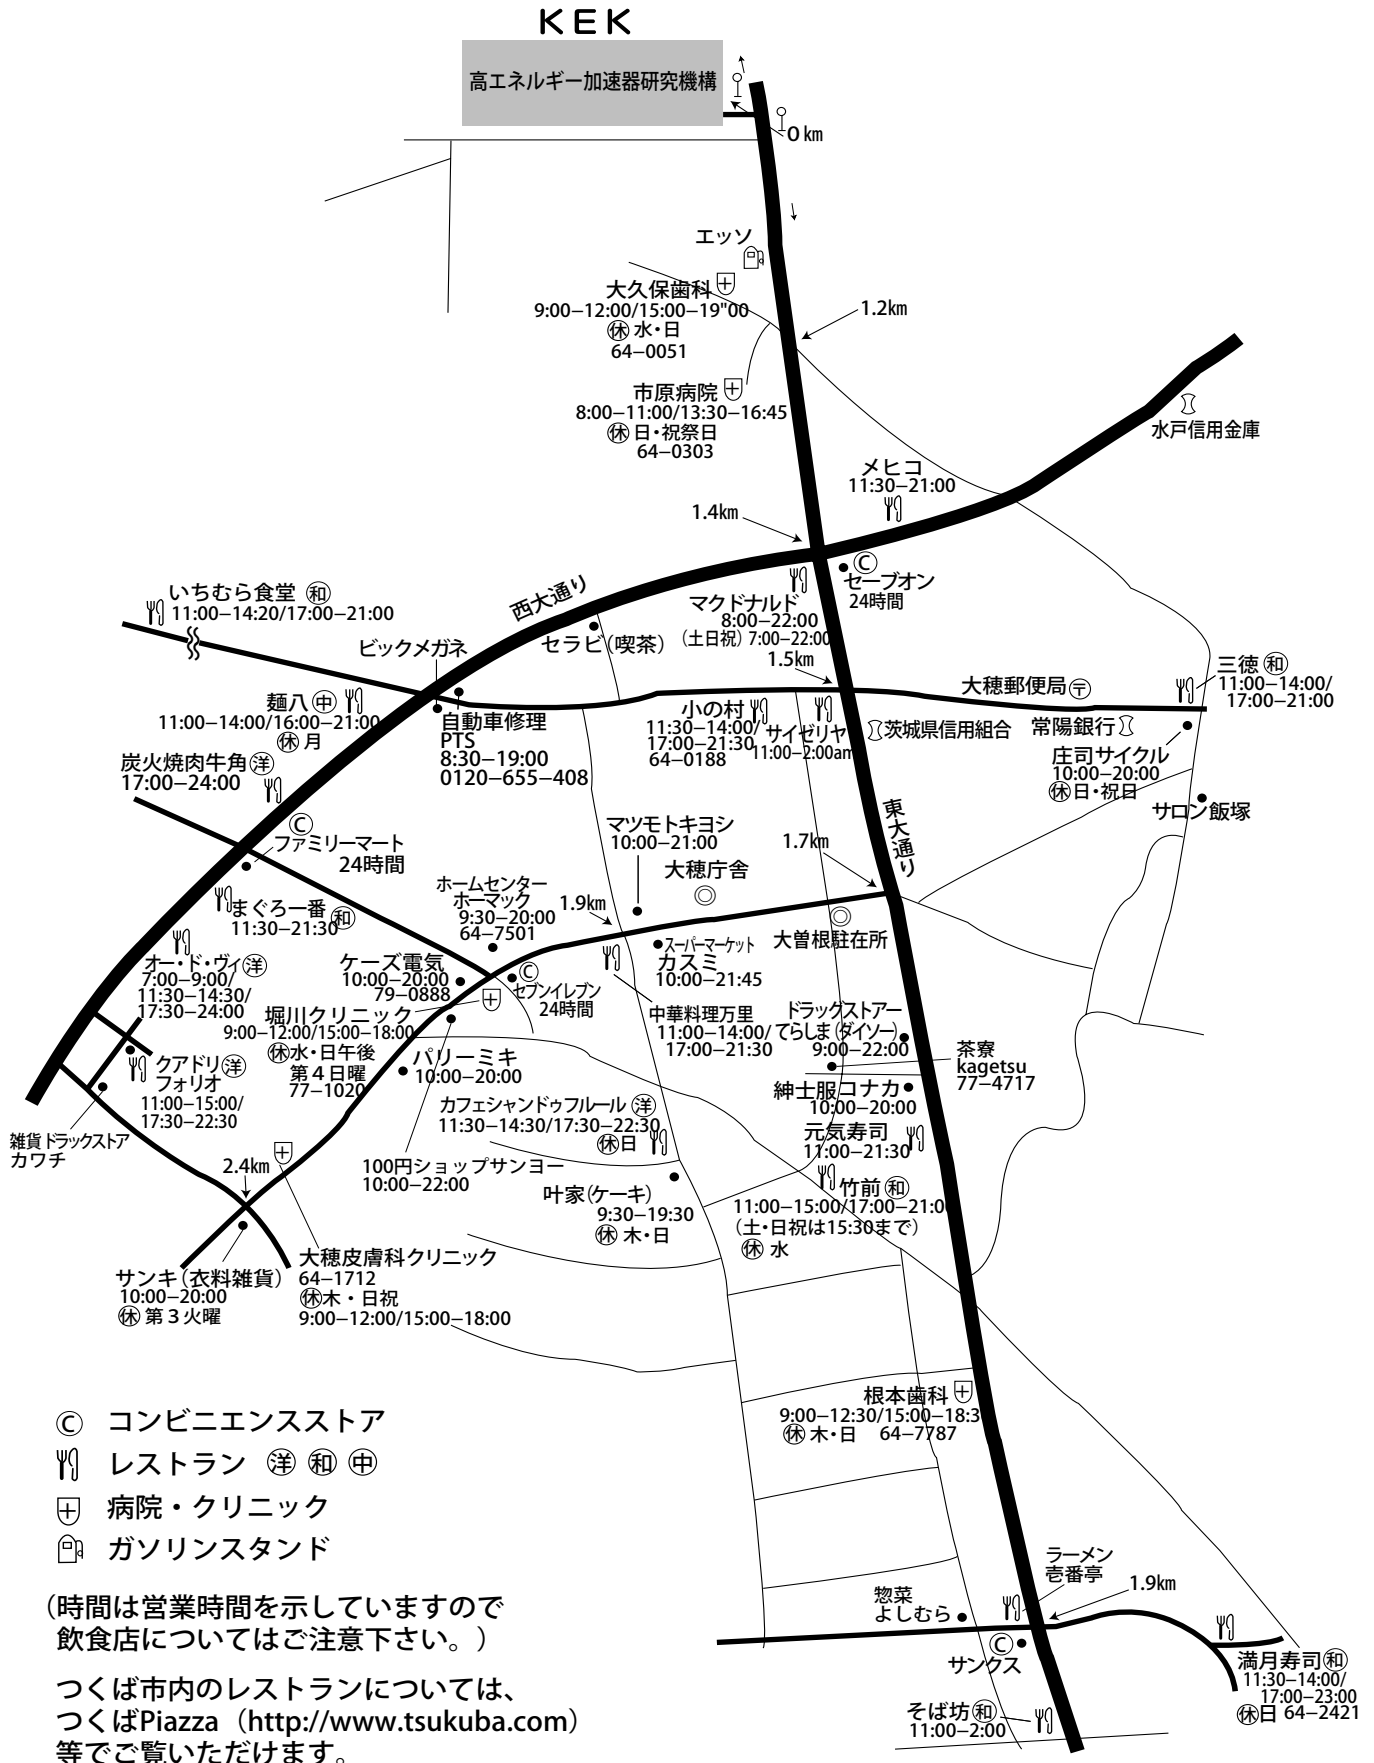 KEK
高エネルギー加速器研究機構
0 km
エッソ
大久保歯科
9:00−12:00/15:00−19"00
休 水・日
64−0051
1.2km
市原病院
8:00−11:00/13:30−16:45
休 日・祝祭日
64−0303
水戸信用金庫
メヒコ
11:30−21:00
1.4km
C
セーブオン
24時間
いちむら食堂 和
11:00−14:20/17:00−21:00
西大通り
マクドナルド
8:00−22:00
(土日祝) 7:00−22:00
セラビ(喫茶)
ビックメガネ
1.5km
三徳 和
11:00−14:00/
17:00−21:00
大穂郵便局 〒
麺八 中
11:00−14:00/16:00−21:00
休 月
自動車修理
PTS
8:30−19:00
0120−655−408
小の村
11:30−14:00/
17:00−21:30
64−0188
サイゼリヤ
11:00−2:00am
茨城県信用組合
常陽銀行
庄司サイクル
10:00−20:00
休 日・祝日
サロン飯塚
炭火焼肉牛角 洋
17:00−24:00
C
ファミリーマート
24時間
マツモトキヨシ
10:00−21:00
東大通り
1.7km
大穂庁舎
まぐろ一番 和
11:30−21:30
ホームセンター
ホーマック
9:30−20:00
64−7501
1.9km
スーパーマーケット
カスミ
10:00−21:45
大曽根駐在所
オー・ド・ヴィ 洋
7:00−9:00/
11:30−14:30/
17:30−24:00
ケーズ電気
10:00−20:00
79−0888
C
セブンイレブン
24時間
堀川クリニック
9:00−12:00/15:00−18:00
休 水・日午後
第4日曜
77−1020
中華料理万里
11:00−14:00/
17:00−21:30
ドラッグストアー
てらしま(ダイソー)
9:00−22:00
茶寮
kagetsu
77−4717
クアドリ 洋
フォリオ
11:00−15:00/
17:30−22:30
パリーミキ
10:00−20:00
紳士服コナカ
10:00−20:00
カフェシャンドゥフルール 洋
11:30−14:30/17:30−22:30
休 日
元気寿司
11:00−21:30
雑貨 ドラックストア
カワチ
2.4km
100円ショップサンヨー
10:00−22:00
叶家(ケーキ)
9:30−19:30
休 木・日
竹前 和
11:00−15:00/17:00−21:00
(土・日祝は15:30まで)
休 水
サンキ(衣料雑貨)
10:00−20:00
休 第3火曜
大穂皮膚科クリニック
64−1712
休 木・日祝
9:00−12:00/15:00−18:00
根本歯科
9:00−12:30/15:00−18:3
休 木・日 64−7787
C コンビニエンスストア
レストラン 洋 和 中
病院・クリニック
ガソリンスタンド
(時間は営業時間を示していますので
飲食店についてはご注意下さい。)
つくば市内のレストランについては、
つくばPiazza(http://www.tsukuba.com)
等でご覧いただけます。
ラーメン
壱番亭
1.9km
惣菜
よしむら
C
サンクス
満月寿司 和
11:30−14:00/
17:00−23:00
休 日 64−2421
そば坊 和
11:00−2:00